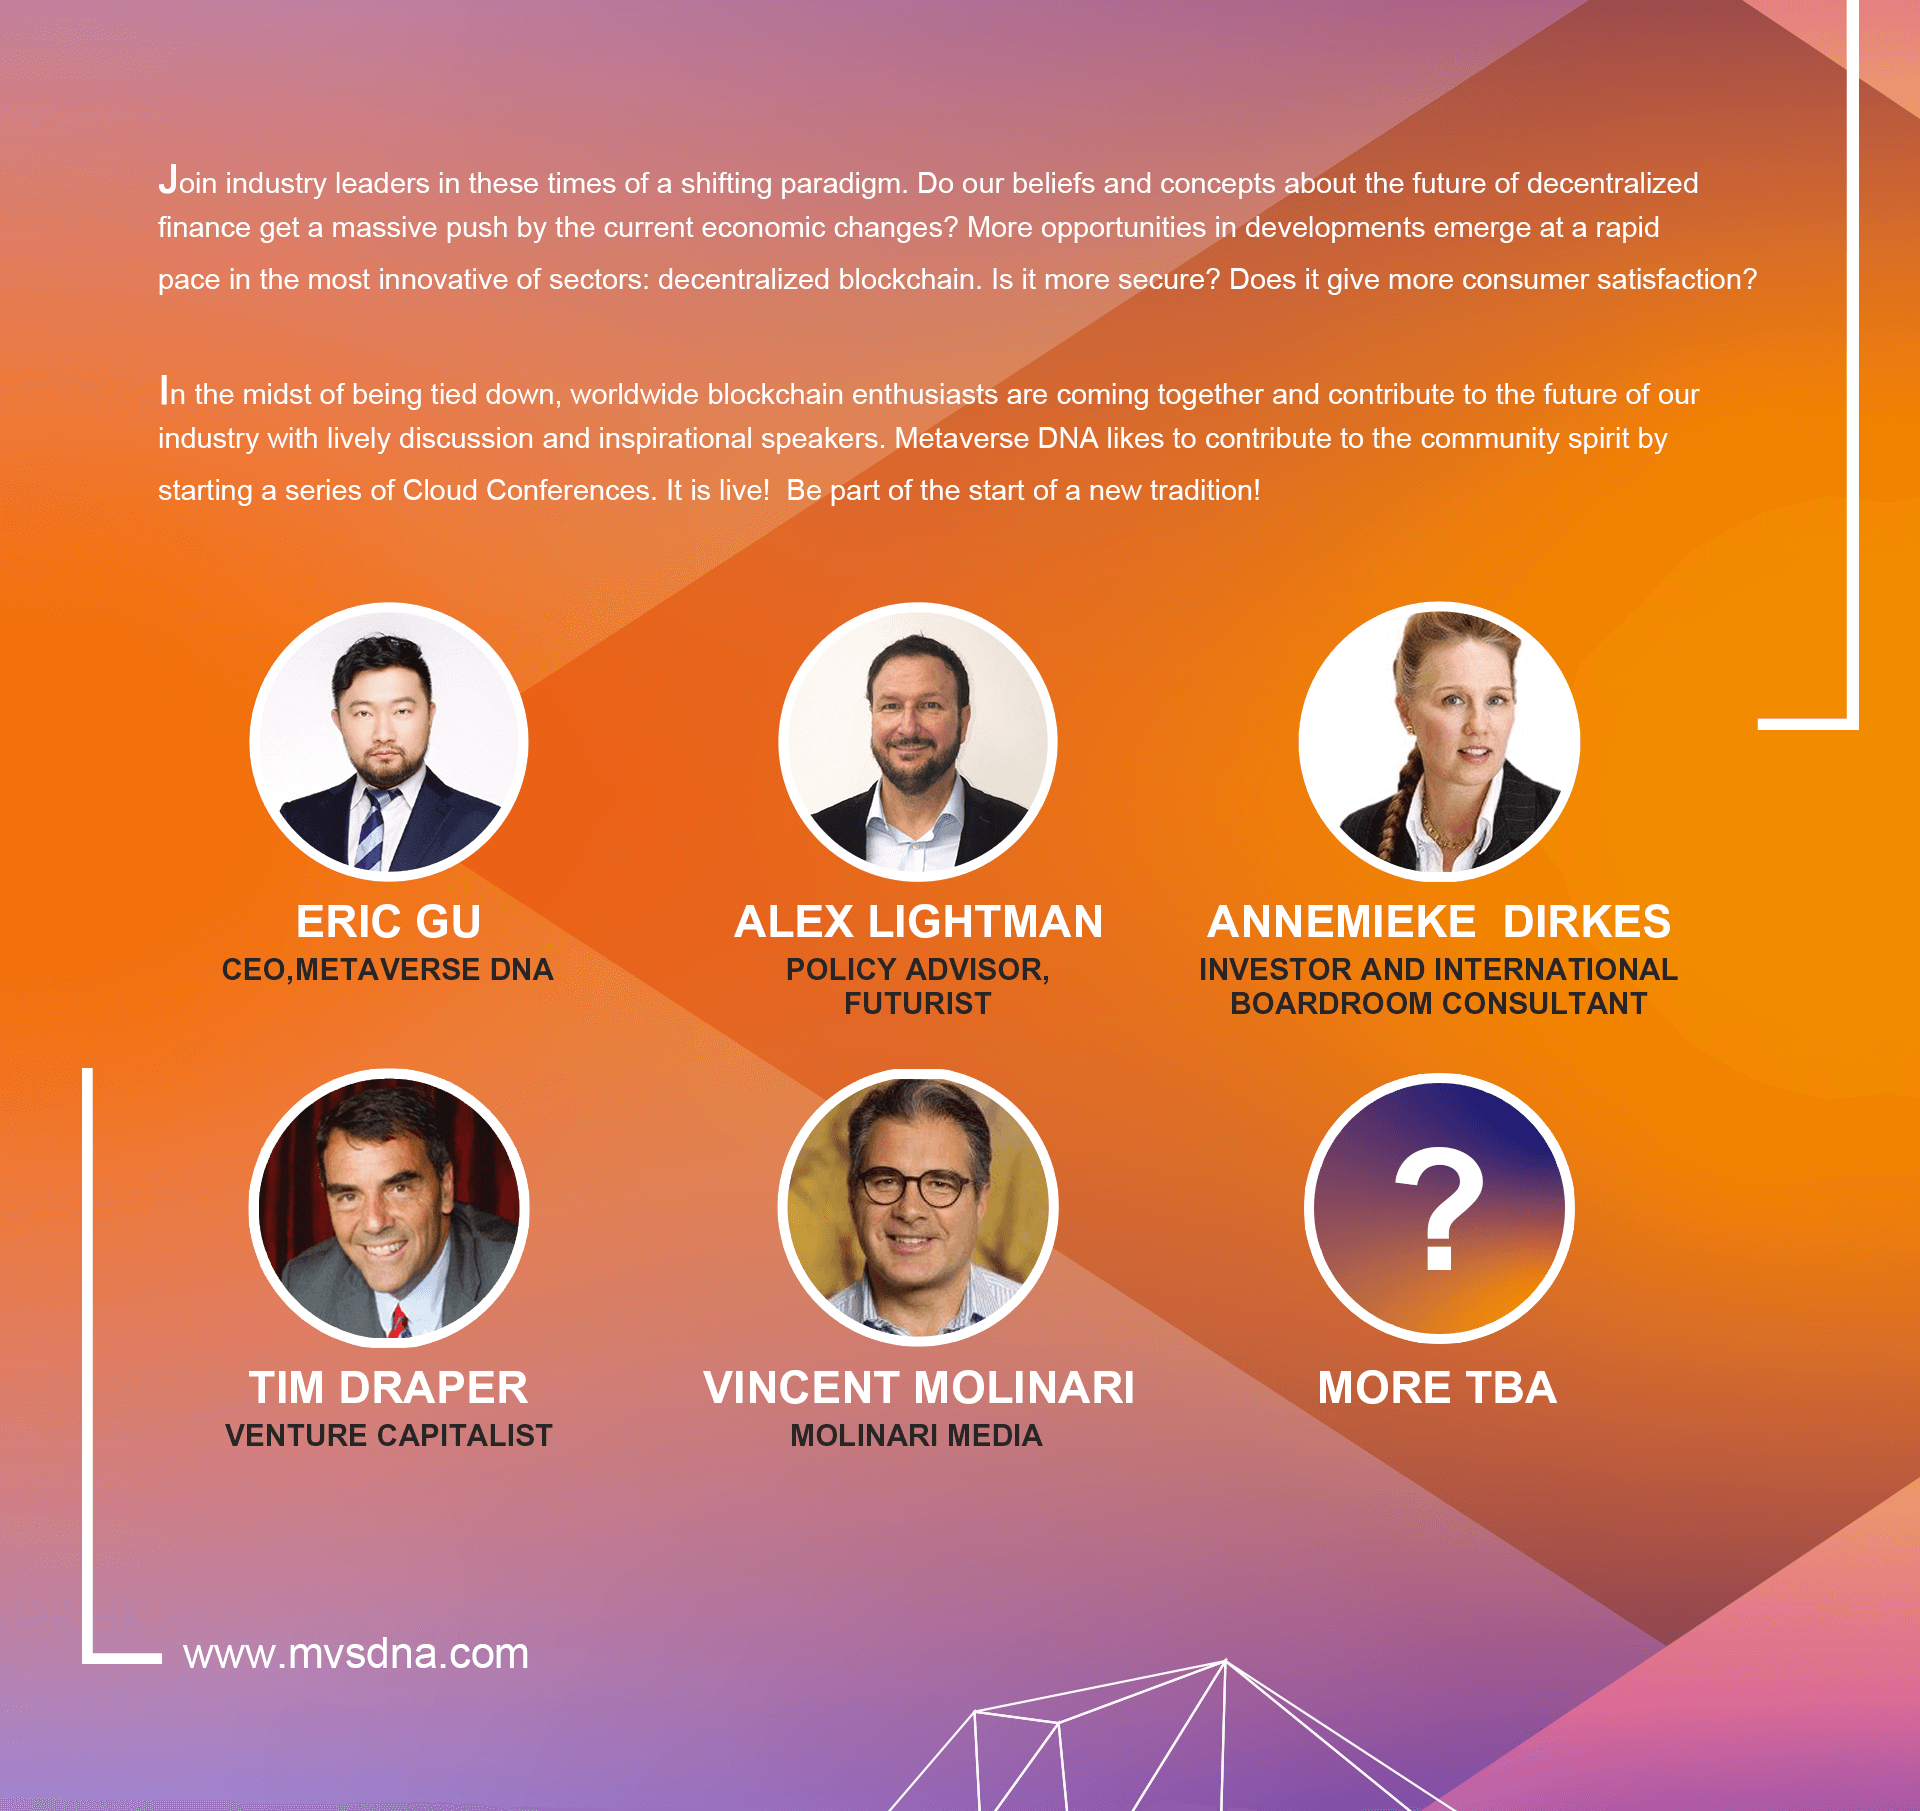 Join industry leaders in these times of a shifting paradigm. Do our beliefs and concepts about the future of decentralized
finance get a massive push by the current economic changes? More opportunities in developments emerge at a rapid
pace in the most innovative of sectors: decentralized blockchain. Is it more secure? Does it give more consumer satisfaction?
In the midst of being tied down, worldwide blockchain enthusiasts are coming together and contribute to the future of our
industry with lively discussion and inspirational speakers. Metaverse DNA likes to contribute to the community spirit by
starting a series of Cloud Conferences. It is live!  Be part of the start of a new tradition!
ERIC GU
CEO,METAVERSE DNA
ALEX LIGHTMAN
POLICY ADVISOR,
FUTURIST
ANNEMIEKE  DIRKES
INVESTOR AND INTERNATIONAL
BOARDROOM CONSULTANT
TIM DRAPER
VENTURE CAPITALIST
VINCENT MOLINARI
MOLINARI MEDIA
?
MORE TBA
www.mvsdna.com